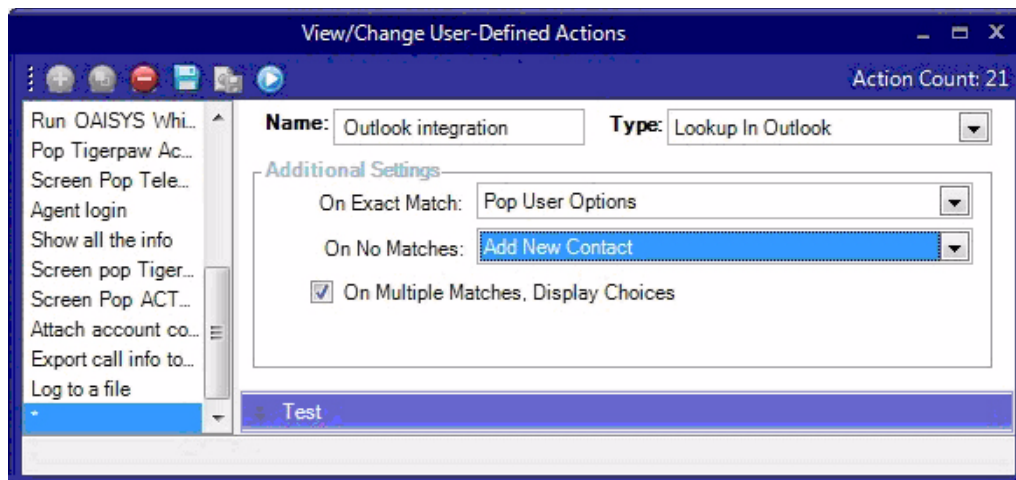 View/Change User-Defined Actions
Action Count: 21
Run OAISYS Whi...
Pop Tigerpaw Ac...
Screen Pop Tele...
Agent login
Show all the info
Screen pop Tiger...
Screen Pop ACT...
Attach account co...
Export call info to...
Log to a file
*
Name: Outlook integration Type: Lookup In Outlook
Additional Settings
On Exact Match: Pop User Options
On No Matches: Add New Contact
On Multiple Matches, Display Choices
Test